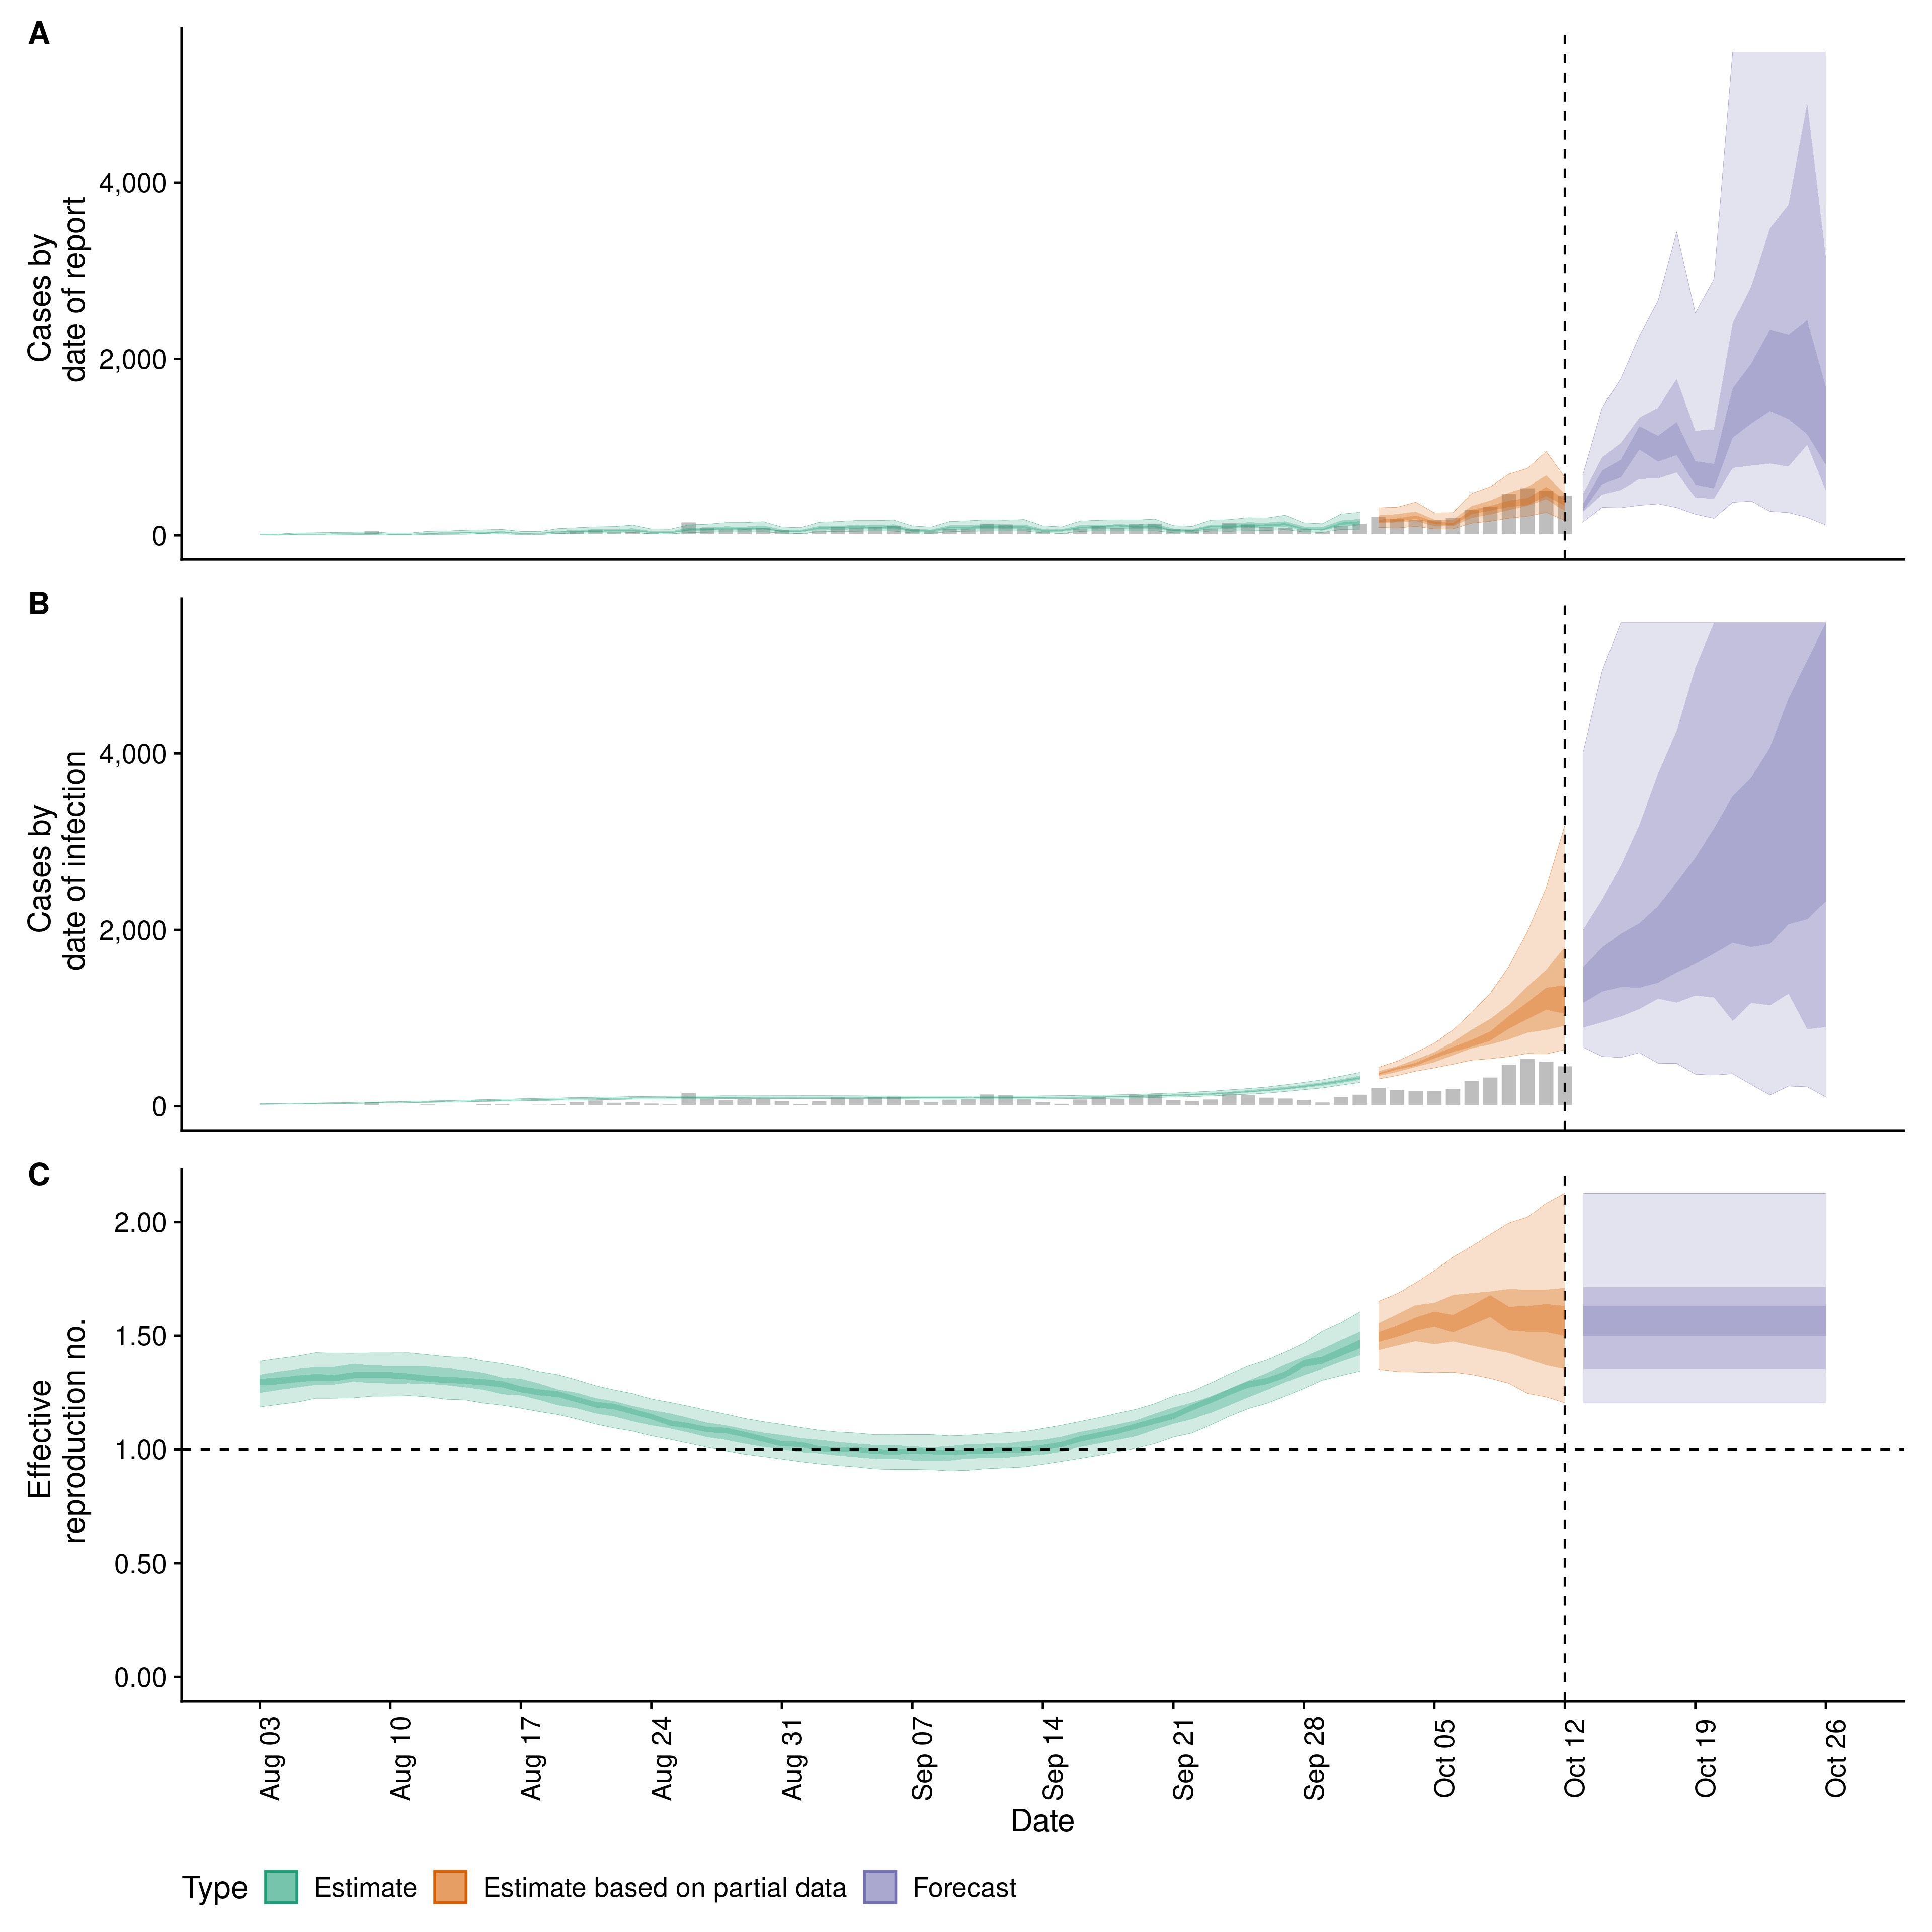 A
Cases by
date of report
4,000
2,000
0
B
Cases by
date of infection
4,000
2,000
0
C
Effective
reproduction no.
2.00
1.50
1.00
0.50
0.00
Aug 03
Aug 10
Aug 17
Aug 24
Aug 31
Sep 07
Sep 14
Sep 21
Sep 28
Oct 05
Oct 12
Oct 19
Oct 26
Date
Type Estimate Estimate based on partial data Forecast